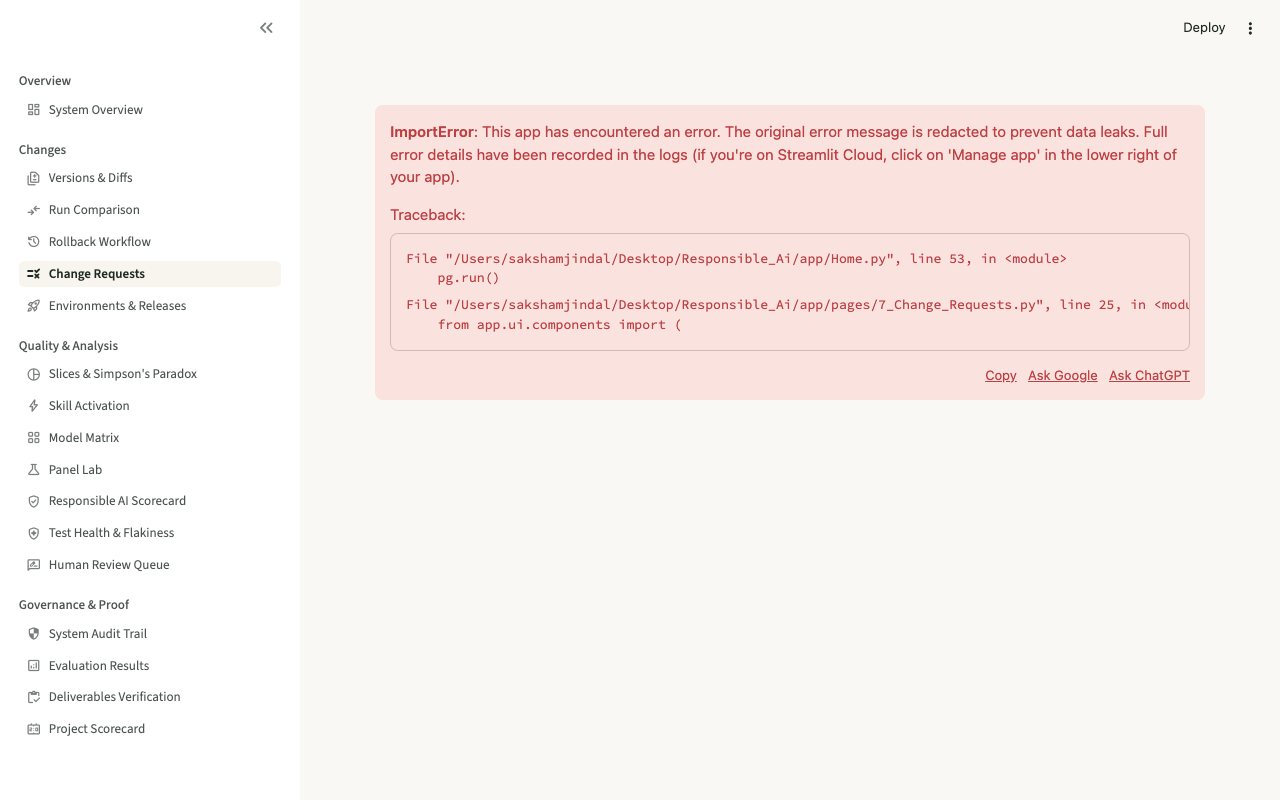 Deploy
Overview
System Overview
Changes
Versions & Diffs
Run Comparison
Rollback Workflow
Change Requests
Environments & Releases
Quality & Analysis
Slices & Simpson's Paradox
Skill Activation
Model Matrix
Panel Lab
Responsible AI Scorecard
Test Health & Flakiness
Human Review Queue
Governance & Proof
System Audit Trail
Evaluation Results
Deliverables Verification
Project Scorecard
ImportError: This app has encountered an error. The original error message is redacted to prevent data leaks. Full
error details have been recorded in the logs (if you're on Streamlit Cloud, click on 'Manage app' in the lower right of
your app).
Traceback:
File "/Users/sakshamjindal/Desktop/Responsible_Ai/app/Home.py", line 53, in <module>
pg.run()
File "/Users/sakshamjindal/Desktop/Responsible_Ai/app/pages/7_Change_Requests.py", line 25, in <modu
from app.ui.components import (
Copy Ask Google Ask ChatGPT